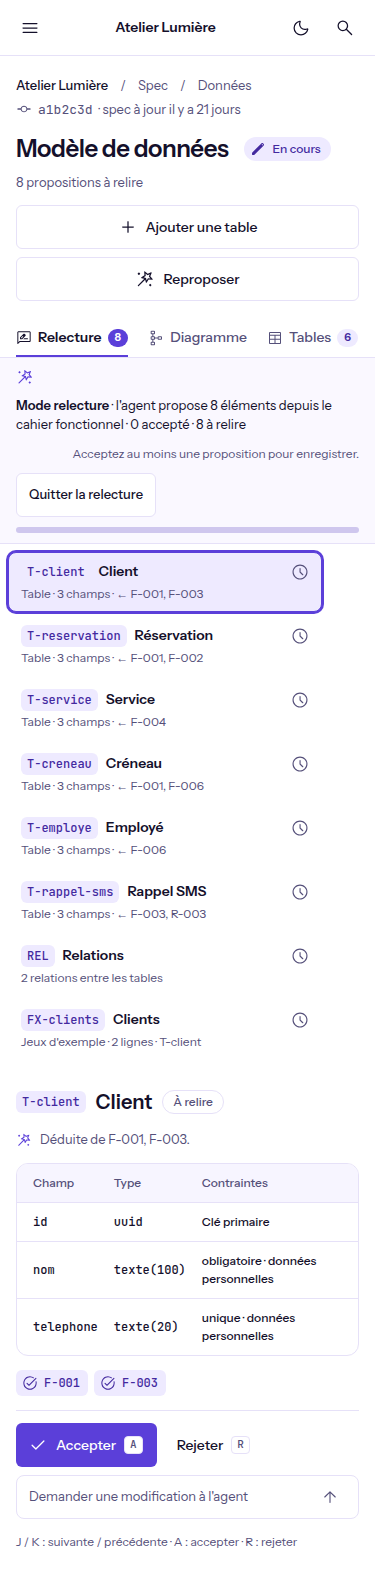 Atelier Lumière
Atelier Lumière / Spec / Données
a1b2c3d · spec à jour il y a 21 jours
Modèle de données En cours
8 propositions à relire
Ajouter une table
Reproposer
Relecture 8 Diagramme Tables 6
Mode relecture · l'agent propose 8 éléments depuis le
cahier fonctionnel · 0 accepté · 8 à relire
Acceptez au moins une proposition pour enregistrer.
Quitter la relecture
T-client Client
Table · 3 champs · ← F-001, F-003
T-reservation Réservation
Table · 3 champs · ← F-001, F-002
T-service Service
Table · 3 champs · ← F-004
T-creneau Créneau
Table · 3 champs · ← F-001, F-006
T-employe Employé
Table · 3 champs · ← F-006
T-rappel-sms Rappel SMS
Table · 3 champs · ← F-003, R-003
REL Relations
2 relations entre les tables
FX-clients Clients
Jeux d'exemple · 2 lignes · T-client
T-client Client À relire
Déduite de F-001, F-003.
Champ Type Contraintes
id uuid Clé primaire
nom texte(100) obligatoire · données
personnelles
telephone texte(20) unique · données
personnelles
F-001 F-003
Accepter A Rejeter R
Demander une modification à l'agent
J / K : suivante / précédente · A : accepter · R : rejeter